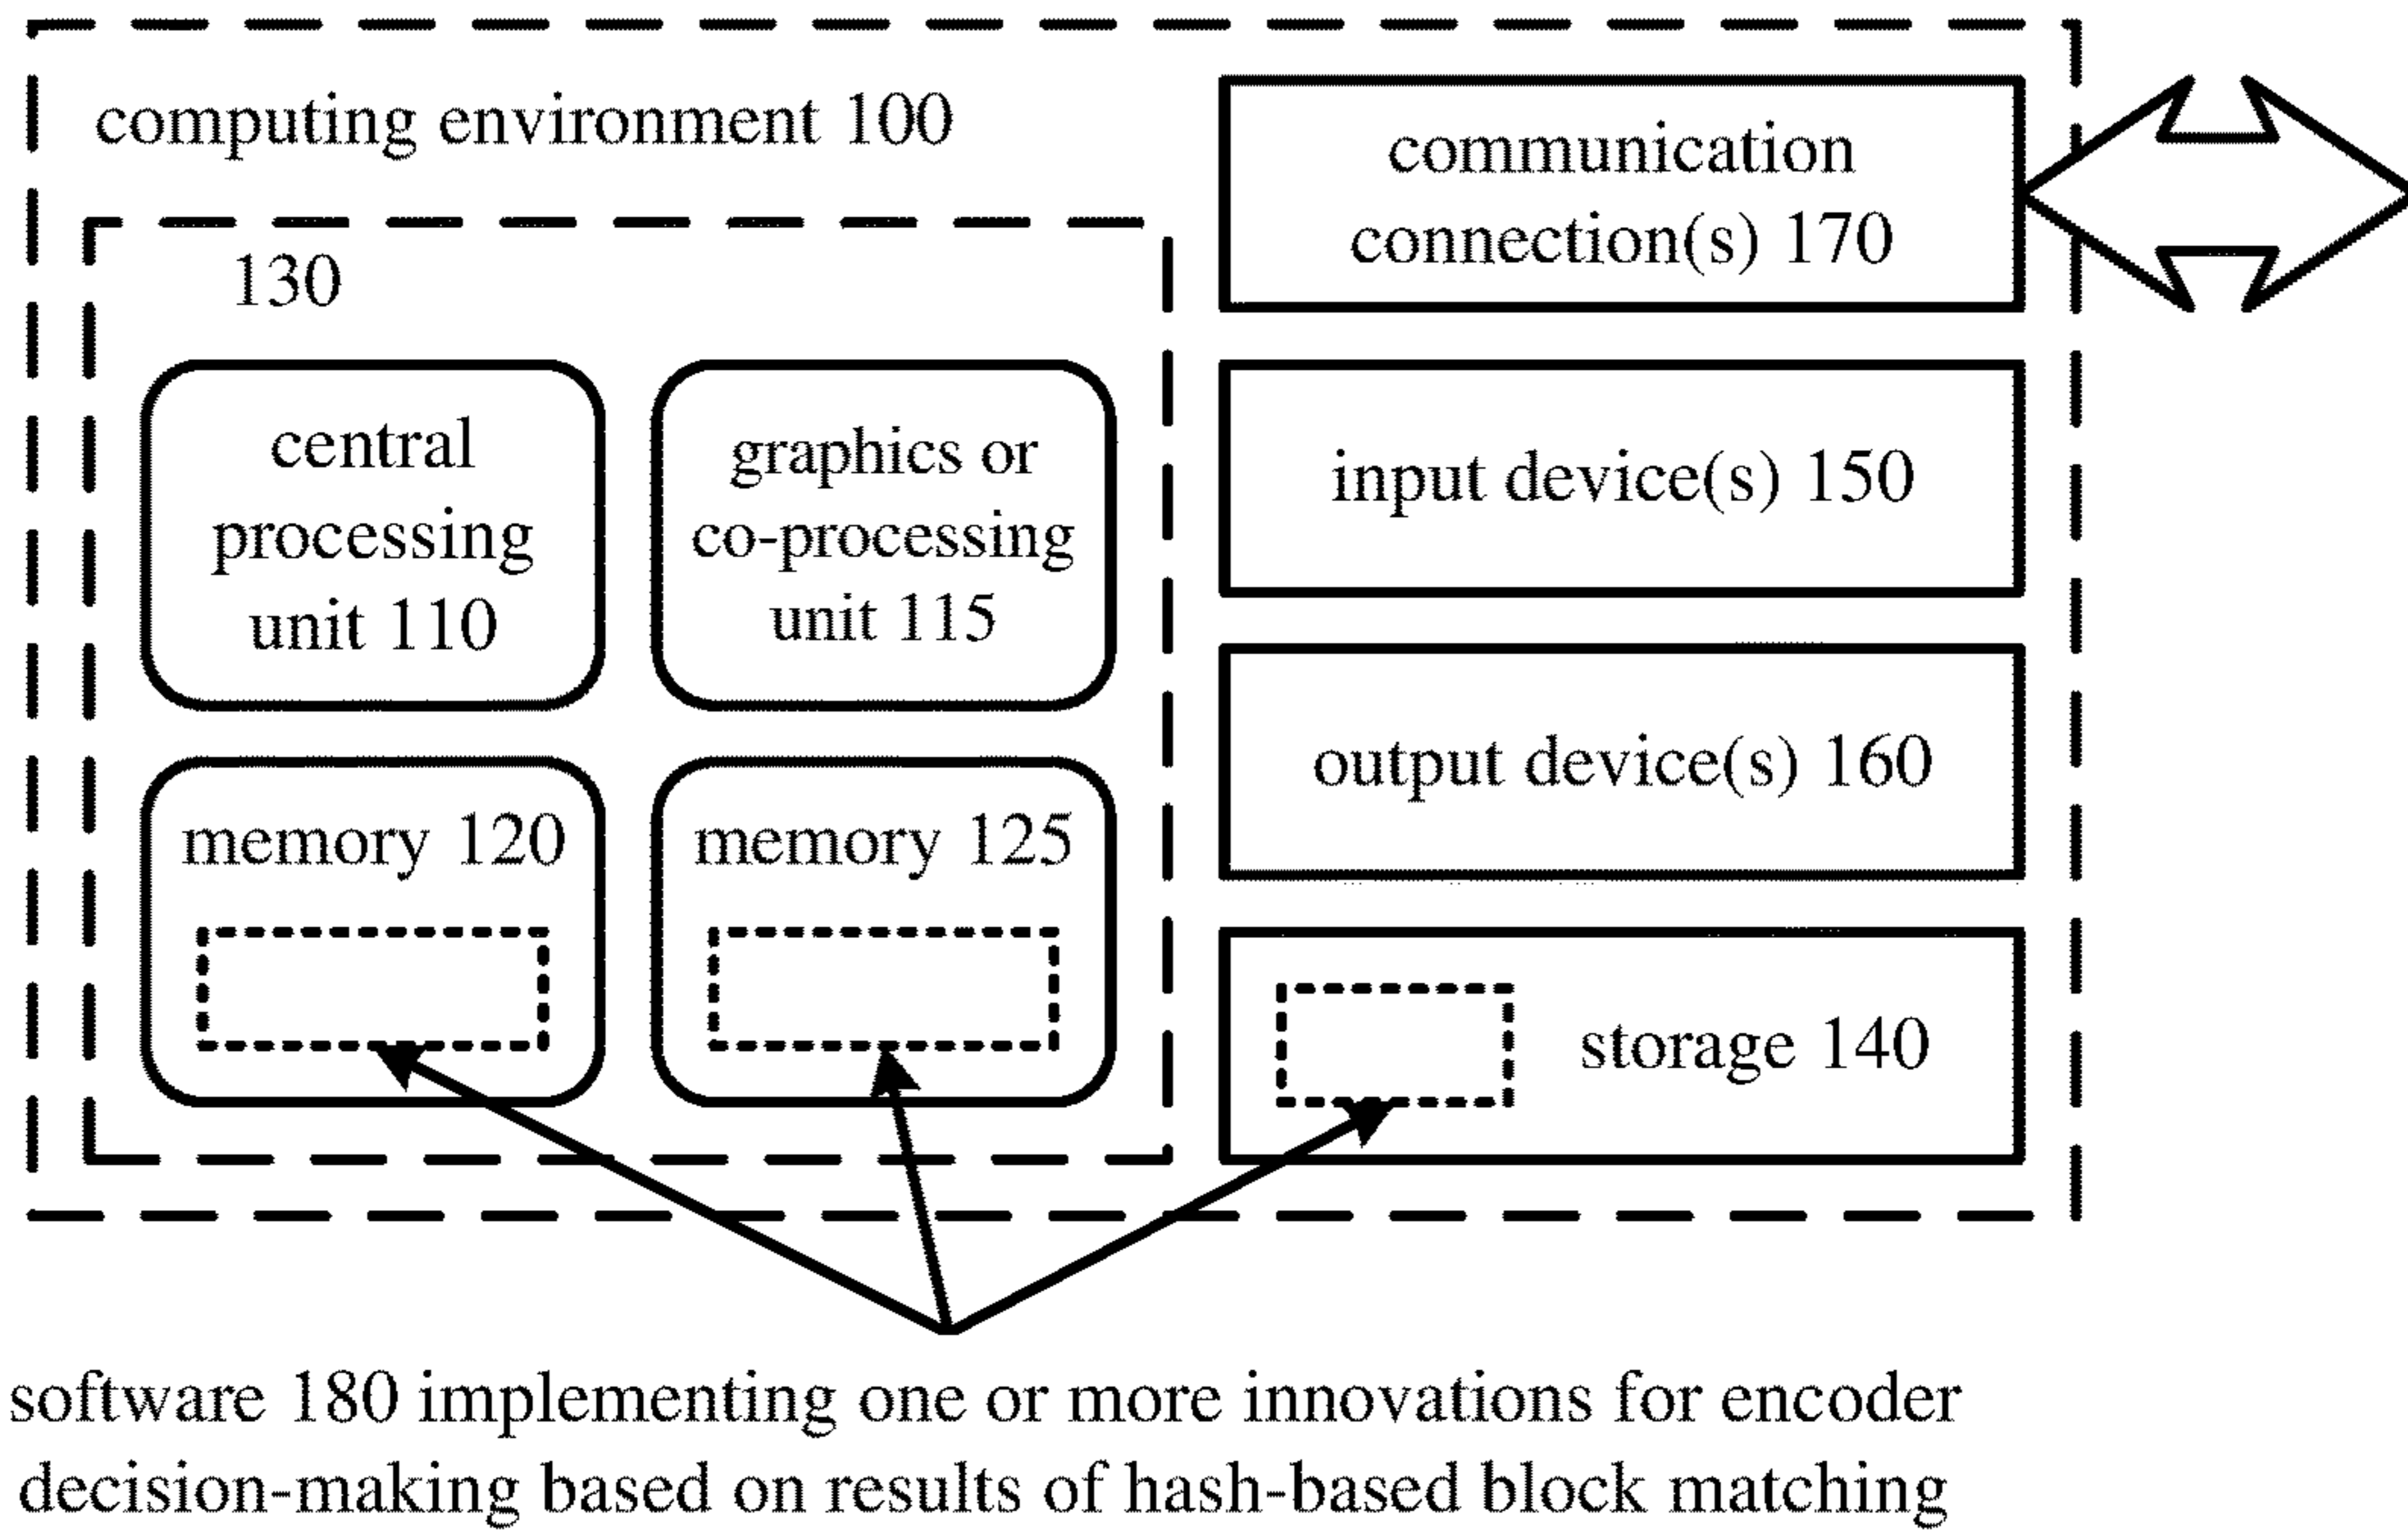 computing environment 100
130
central
processing
unit 110
graphics or
co-processing
unit 115
memory 120
memory 125
communication
connection(s) 170
input device(s) 150
output device(s) 160
storage 140
software 180 implementing one or more innovations for encoder
decision-making based on results of hash-based block matching